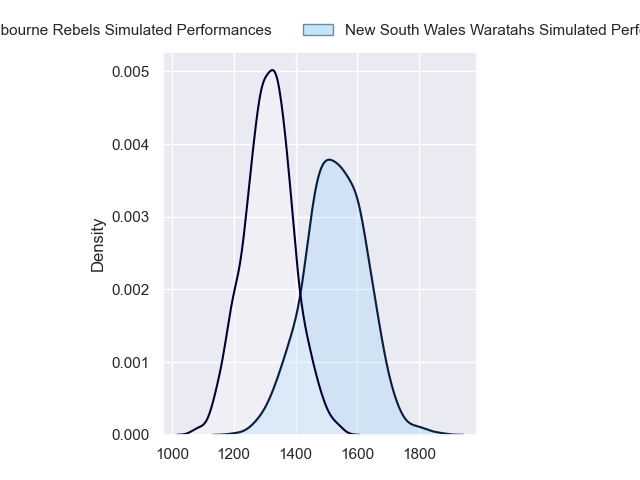 bourne Rebels Simulated Performances
New South Wales Waratahs Simulated Perf
0.005
0.004
0.003
0.002
0.001
0.000
Density
1000 1200 1400 1600 1800